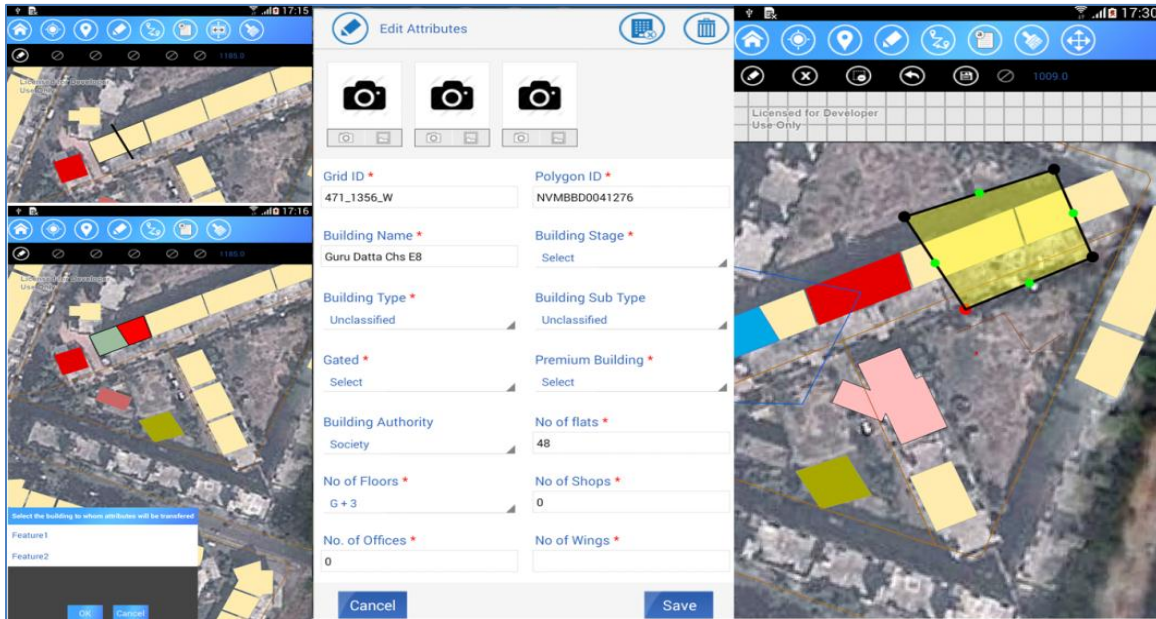 17:15
1185.0
Licensed for Developer
Use Only
17:16
1185.0
Licensed for Developer
Use Only
Select the building to whom attributes will be transfered
Feature1
Feature2
OK Cancel
Edit Attributes
Grid ID * Polygon ID *
471_1356_W NVMBBD0041276
Building Name * Building Stage *
Guru Datta Chs E8 Select
Building Type * Building Sub Type
Unclassified Unclassified
Gated * Premium Building *
Select Select
Building Authority No of flats *
Society 48
No of Floors * No of Shops *
G + 3 0
No. of Offices * No of Wings *
0
Cancel Save
17:30
1009.0
Licensed for Developer
Use Only